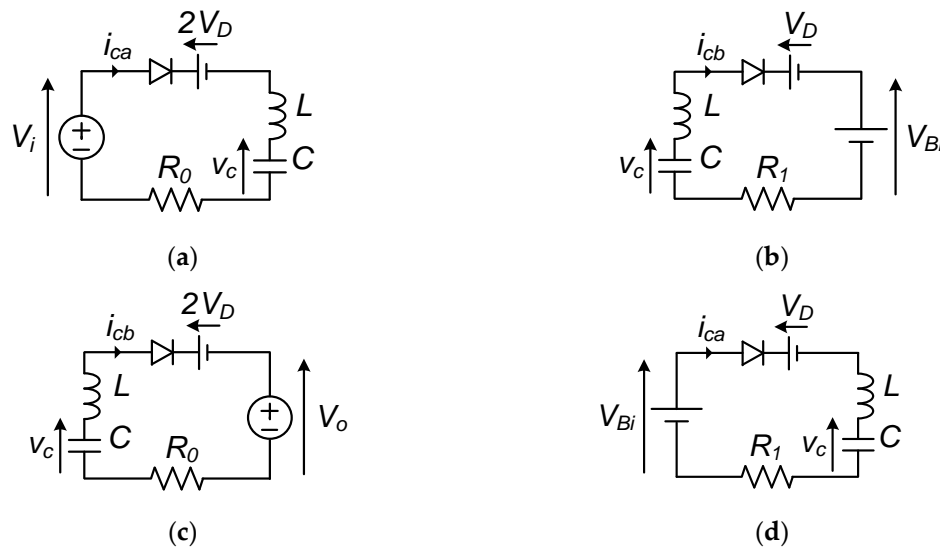 2V_D
i_ca
L
V_i
v_c
C
R_0
(a)
V_D
i_cb
L
V_Bi
v_c
C
R_1
(b)
2V_D
i_cb
L
V_o
v_c
C
R_0
(c)
V_D
i_ca
L
V_Bi
v_c
C
R_1
(d)